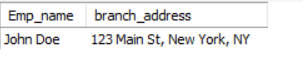 Emp_name branch_address
John Doe 123 Main St, New York, NY